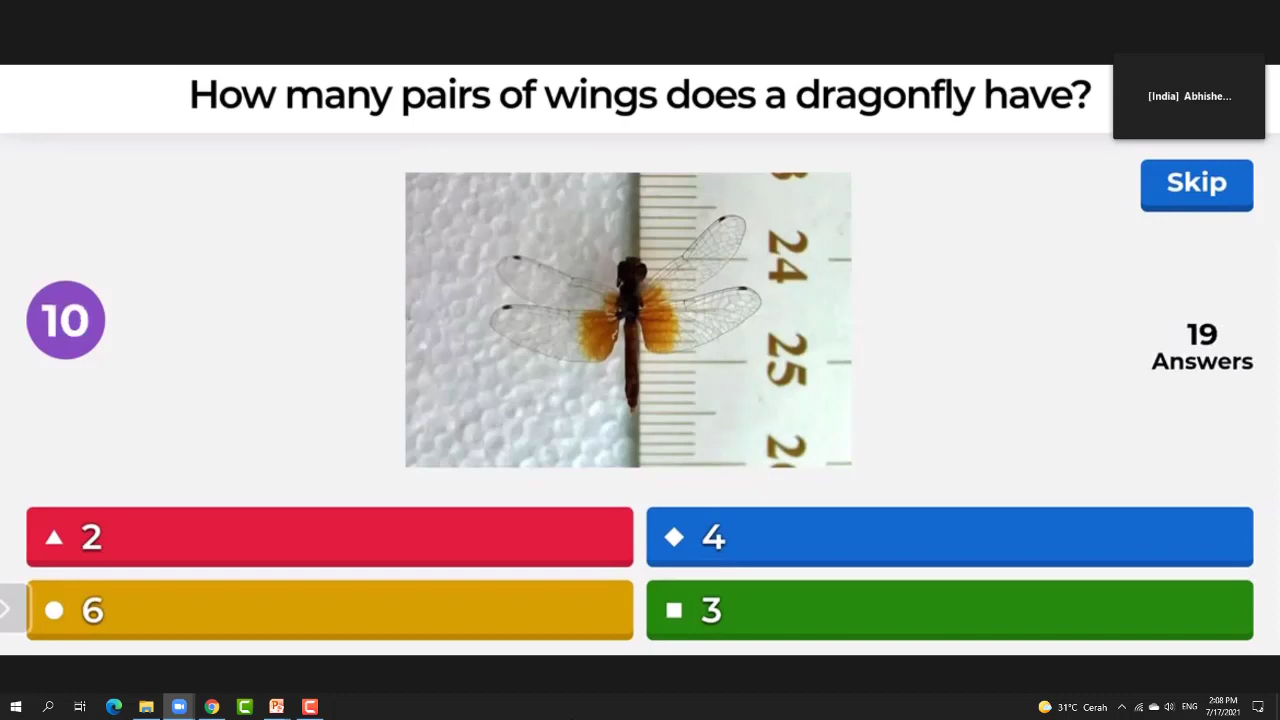 How many pairs of wings does a dragonfly have?
[India] Abhishe...
Skip
24
25
10
19
Answers
2
4
6
3
31°C Cerah
ENG
2:08 PM
7/17/2021